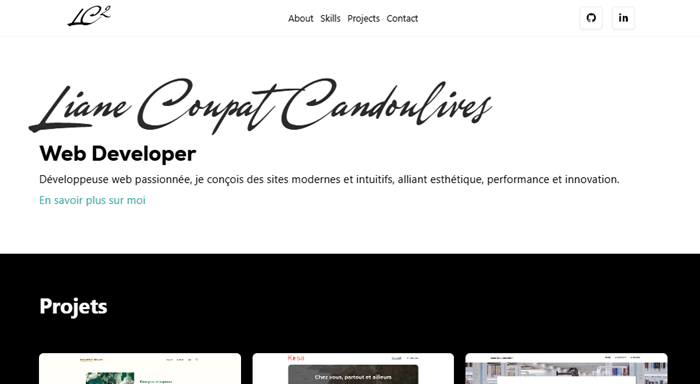 LC2
About Skills Projects Contact
in
Liane Coupat Candoulives
Web Developer
Développeuse web passionnée, je conçois des sites modernes et intuitifs, alliant esthétique, performance et innovation.
En savoir plus sur moi
Projets
Kasa
Chez vous, partout et ailleurs